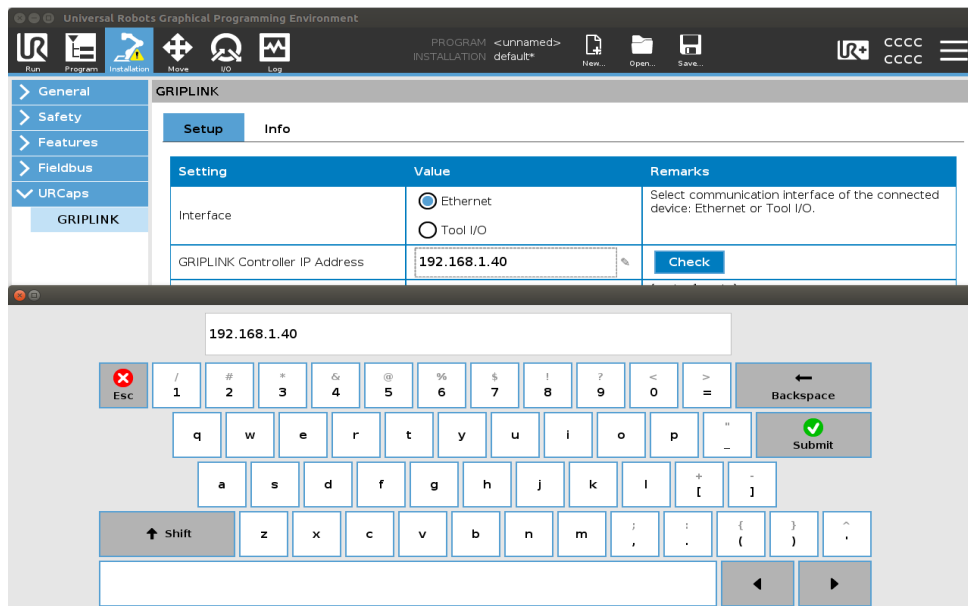 Universal Robots Graphical Programming Environment
UR
PROGRAM <unnamed>
INSTALLATION default*
Run Program Installation Move I/O Log New... Open... Save...
UR+
CCCC
CCCC
General
Safety
Features
Fieldbus
URCaps
GRIPLINK
GRIPLINK
Setup Info
Setting Value Remarks
Interface
Ethernet
Tool I/O
Select communication interface of the connected
device: Ethernet or Tool I/O.
GRIPLINK Controller IP Address 192.168.1.40 Check
192.168.1.40
Esc
/ # * & @ % $ ! ? < >
1 2 3 4 5 6 7 8 9 0 =
Backspace
q w e r t y u i o p " _
Submit
a s d f g h j k l + [ - ]
Shift
z x c v b n m ; , : . { ( } ) ^ '